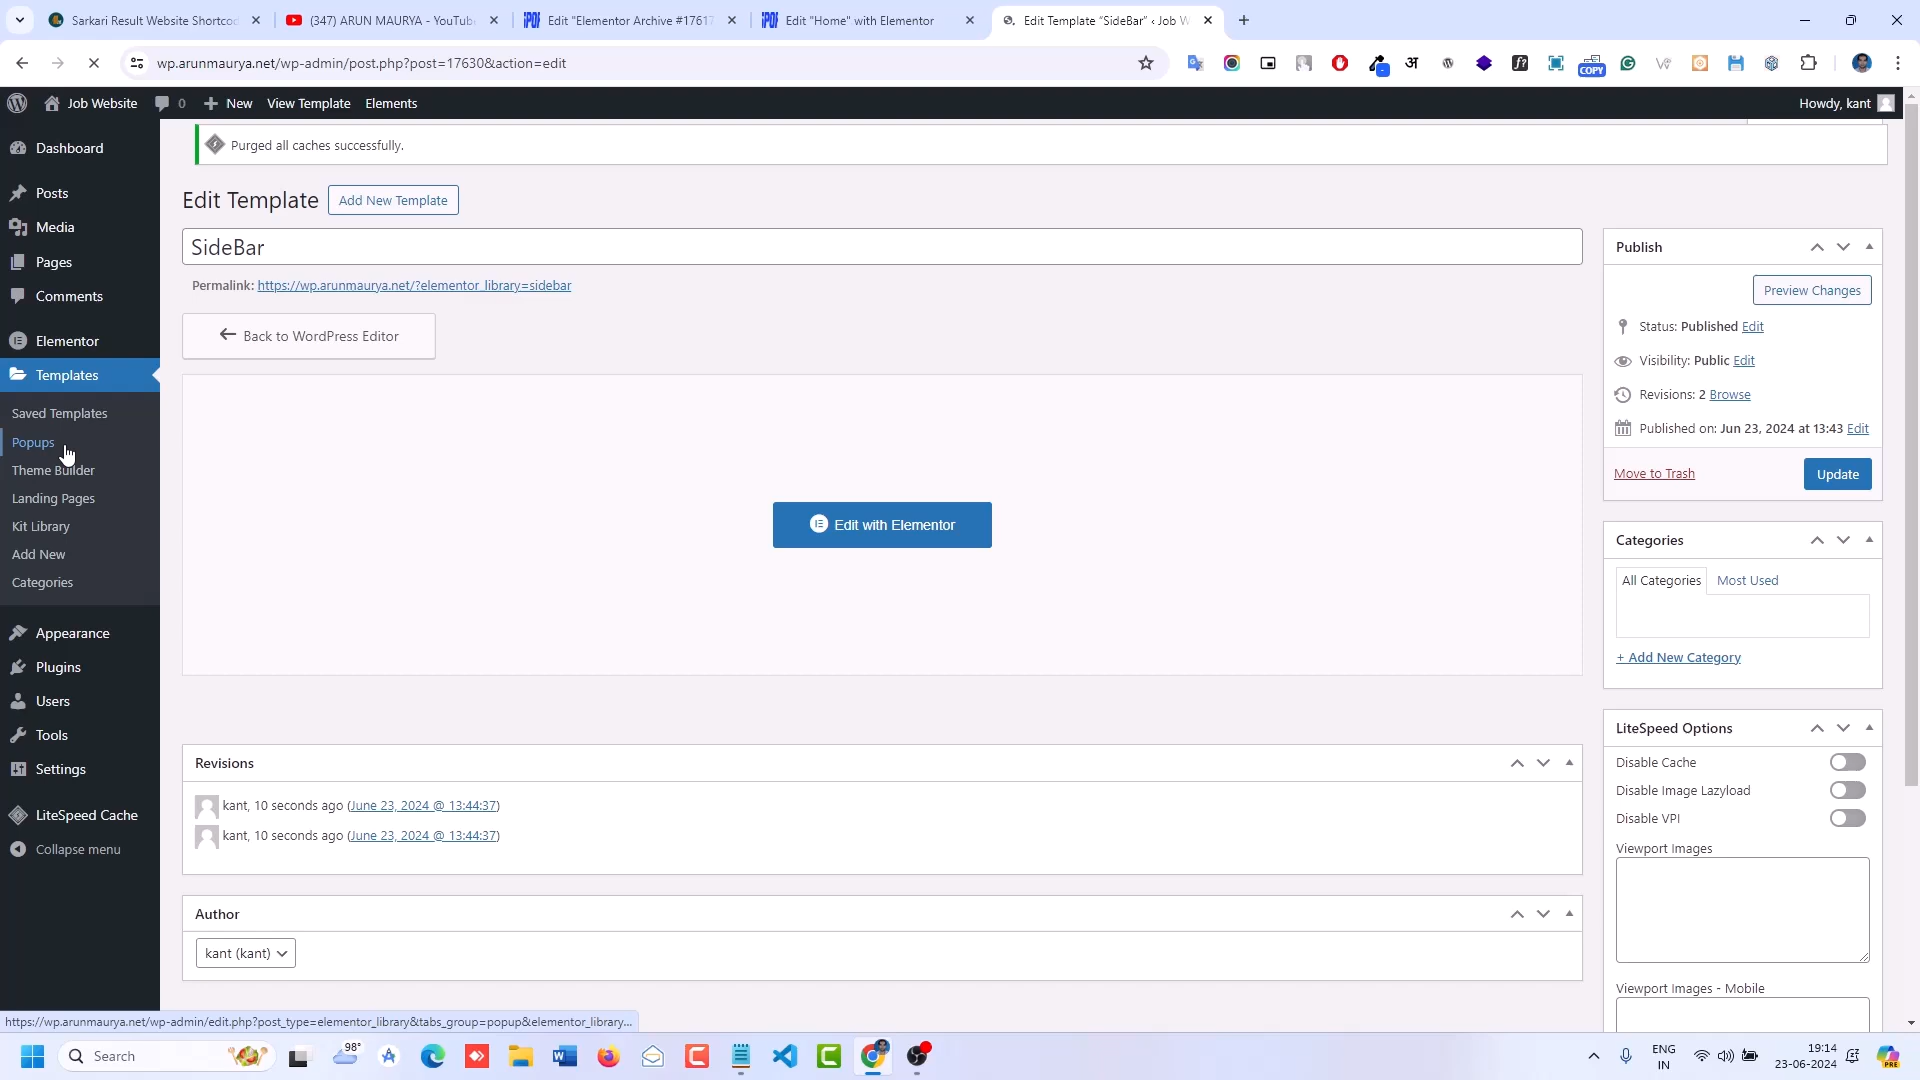 Sarkari Result Website Shortcod
(347) ARUN MAURYA - YouTube
Edit "Elementor Archive #17617
Edit "Home" with Elementor
Edit Template “SideBar” ‹ Job W
wp.arunmaurya.net/wp-admin/post.php?post=17630&action=edit
COPY
Job Website
0
New
View Template
Elements
Howdy, kant
Dashboard
Posts
Media
Pages
Comments
Elementor
Templates
Saved Templates
Popups
Theme Builder
Landing Pages
Kit Library
Add New
Categories
Appearance
Plugins
Users
Tools
Settings
LiteSpeed Cache
Collapse menu
Purged all caches successfully.
Edit Template
Add New Template
SideBar
Permalink: https://wp.arunmaurya.net/?elementor_library=sidebar
Back to WordPress Editor
Edit with Elementor
Revisions
kant, 10 seconds ago (June 23, 2024 @ 13:44:37)
kant, 10 seconds ago (June 23, 2024 @ 13:44:37)
Author
kant (kant)
Publish
Preview Changes
Status: Published Edit
Visibility: Public Edit
Revisions: 2 Browse
Published on: Jun 23, 2024 at 13:43 Edit
Move to Trash
Update
Categories
All Categories
Most Used
+ Add New Category
LiteSpeed Options
Disable Cache
Disable Image Lazyload
Disable VPI
Viewport Images
Viewport Images - Mobile
https://wp.arunmaurya.net/wp-admin/edit.php?post_type=elementor_library&tabs_group=popup&elementor_library...
Search
98°
ENG
IN
19:14
23-06-2024
PRE